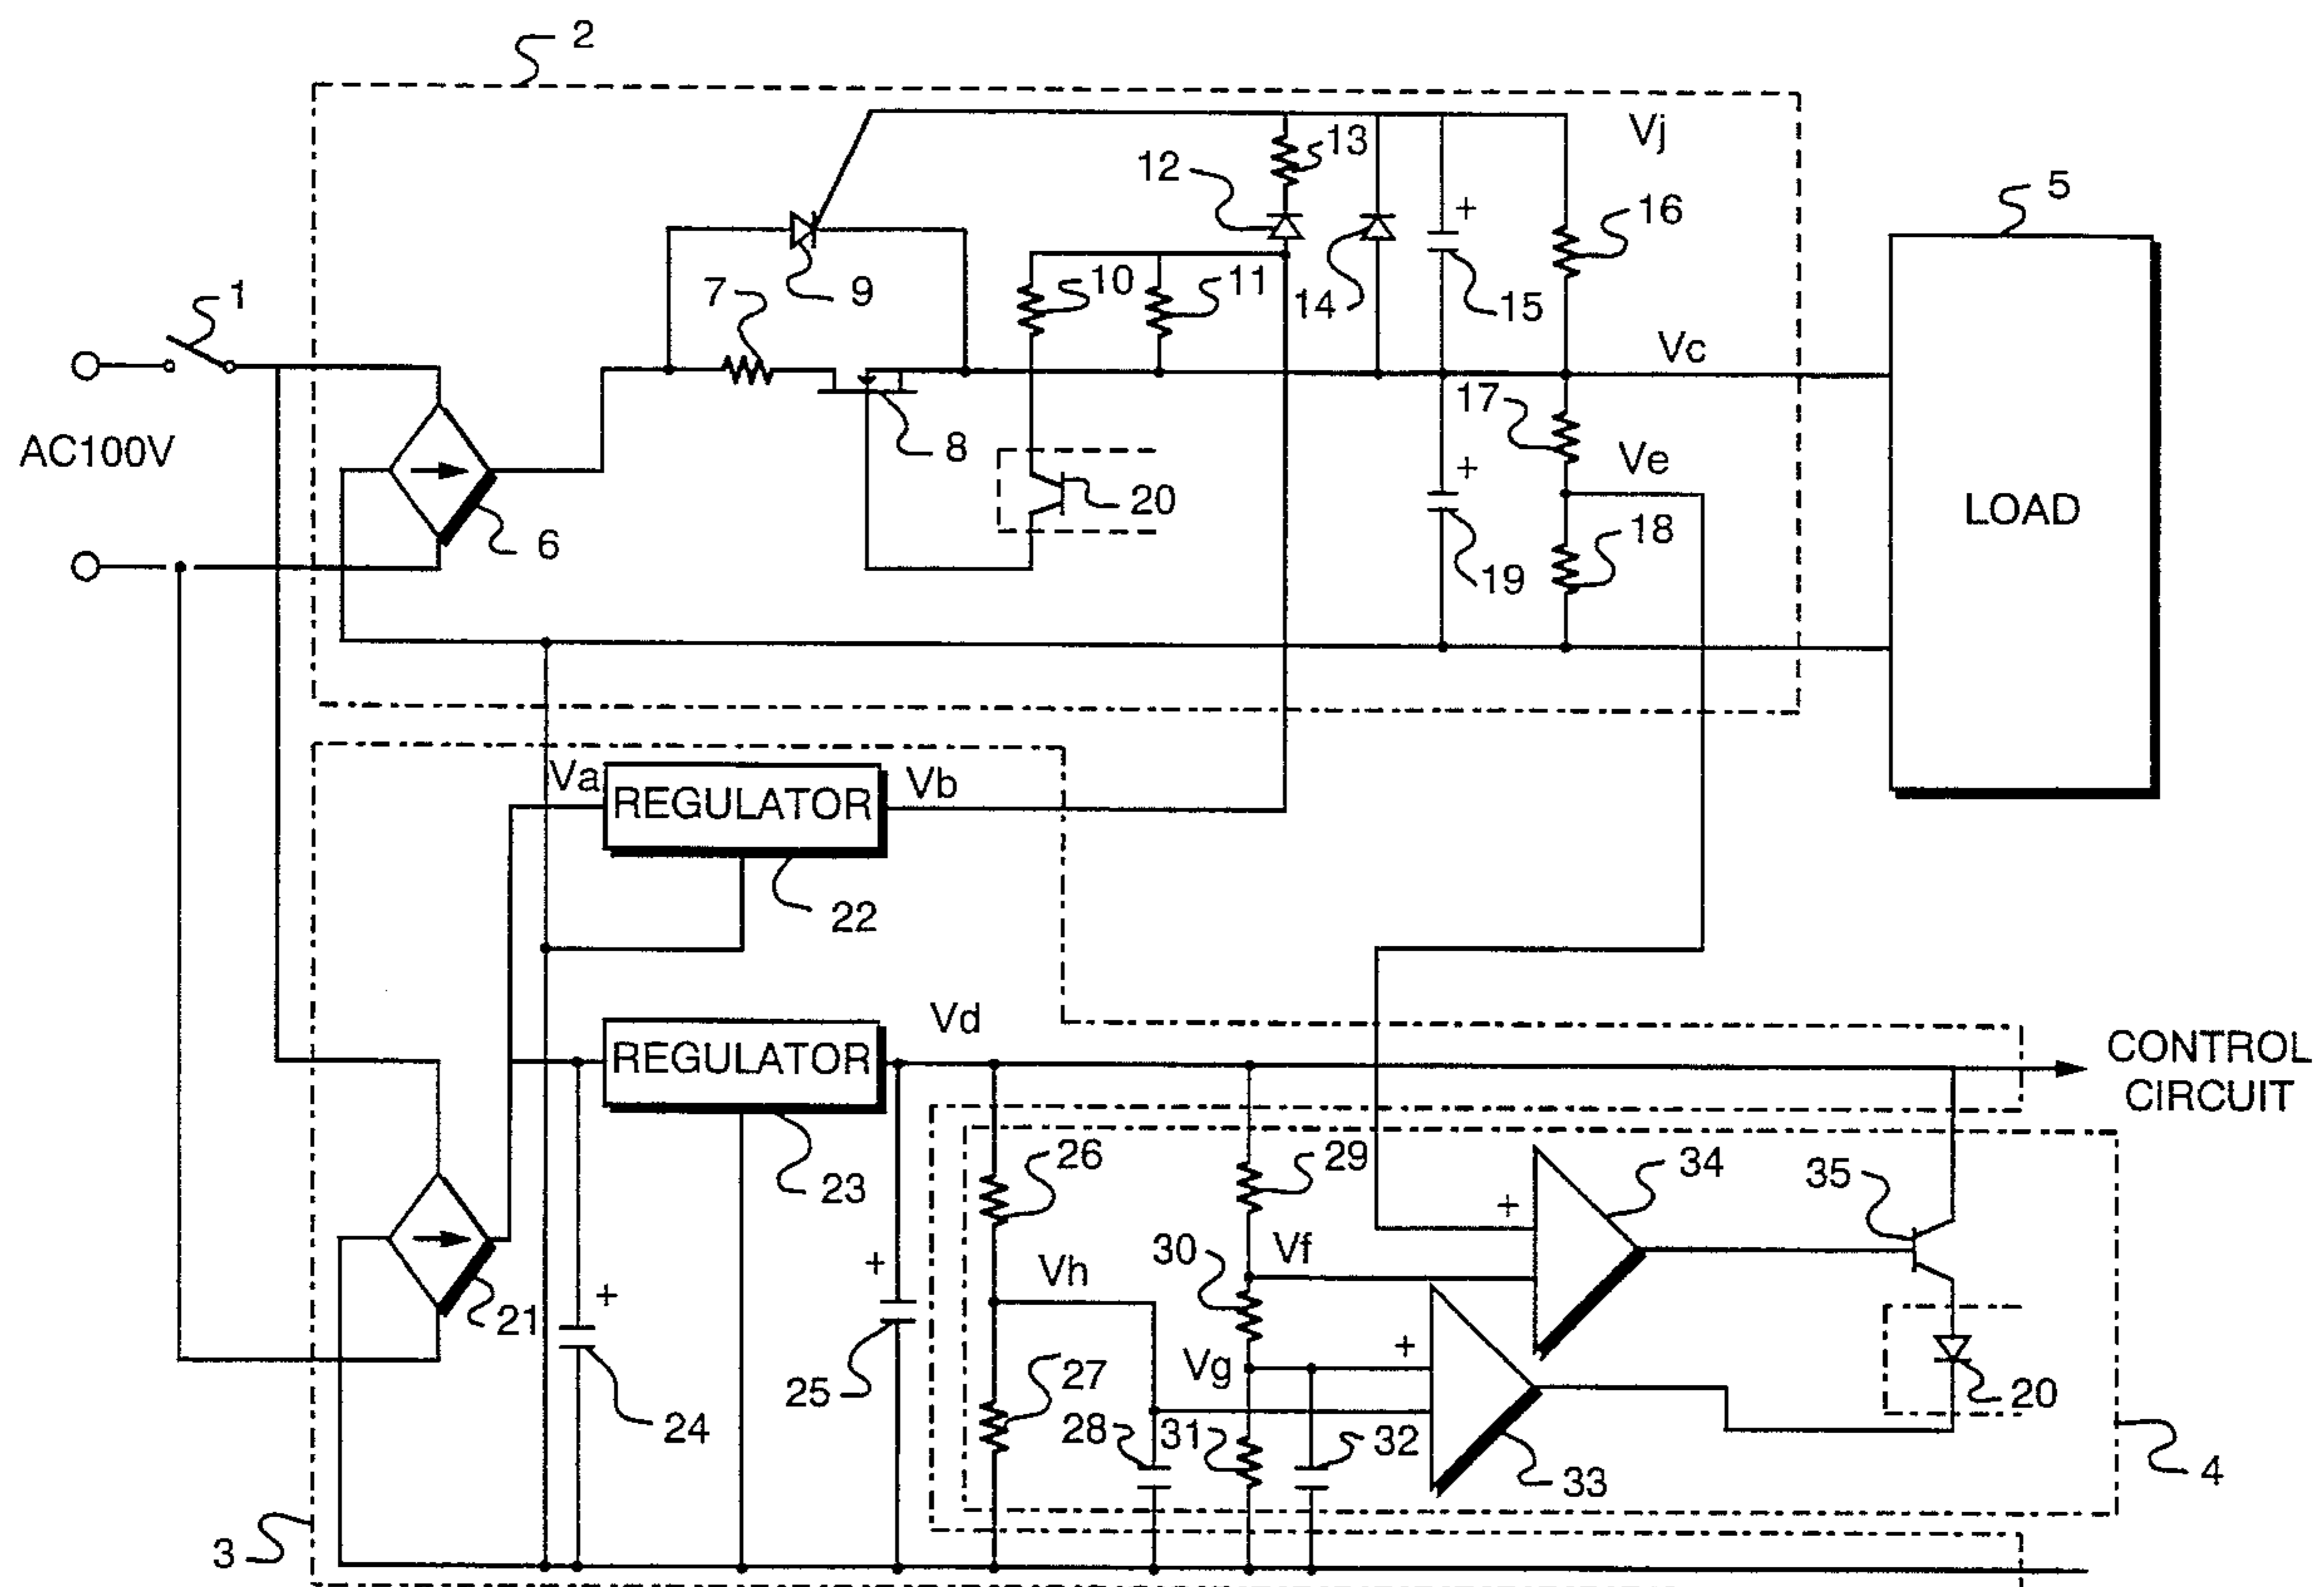 2
Vj
13
12
5
16
1
7
9
10
11
14
15
Vc
17
AC100V
8
Ve
+
+
20
6
18
LOAD
19
Va
REGULATOR
Vb
22
Vd
REGULATOR
CONTROL
CIRCUIT
23
26
29
34
35
+
30
Vf
+
Vh
+
21
+
Vg
27
25
20
24
28
31
32
33
4
3